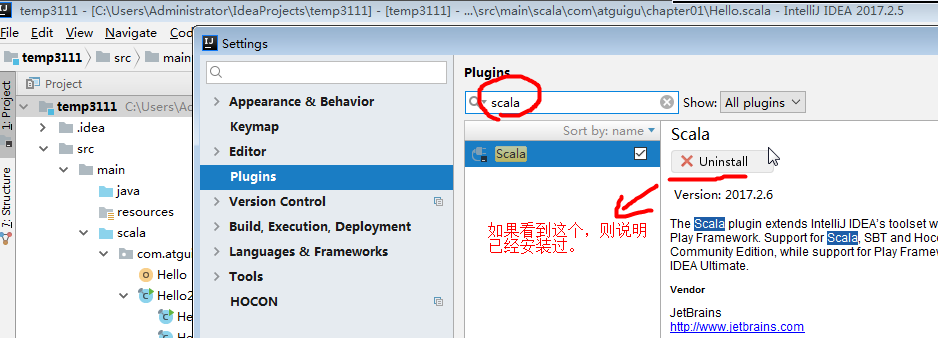 temp3111 - [C:\Users\Administrator\IdeaProjects\temp3111] - [temp3111] - ...\src\main\scala\com\atguigu\chapter01\Hello.scala - IntelliJ IDEA 2017.2.5
File Edit View Navigate Code
temp3111 src main
Settings
Project
temp3111 C:\Users\Ad
.idea
src
main
java
resources
scala
com.atguigu
Hello
Hello2
He
1: Project
7: Structure
Appearance & Behavior
Keymap
Editor
Plugins
Version Control
Build, Execution, Deployment
Languages & Frameworks
Tools
HOCON
Plugins
scala
Show: All plugins
Sort by: name
Scala
如果看到这个，则说明
已经安装过。
Scala
Uninstall
Version: 2017.2.6
The Scala plugin extends IntelliJ IDEA's toolset w
Play Framework. Support for Scala, SBT and Hoco
Community Edition, while support for Play Framew
IDEA Ultimate.
Vendor
JetBrains
http://www.jetbrains.com